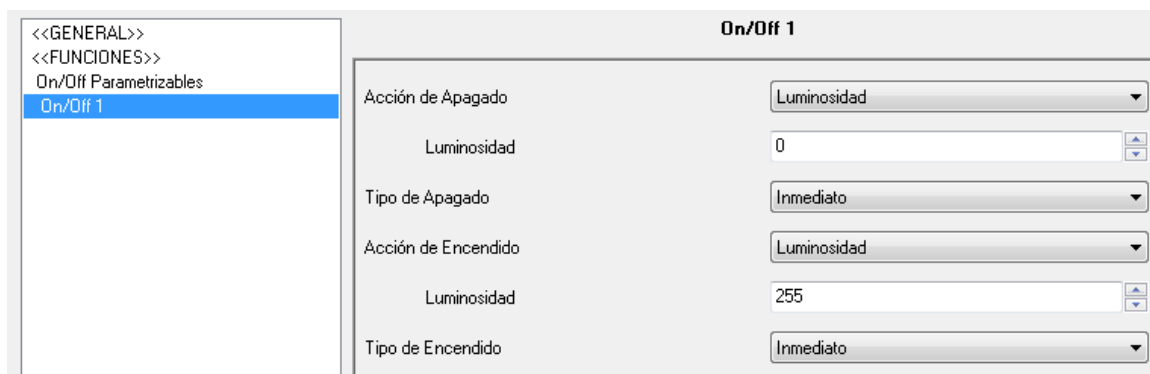 <<GENERAL>>
<<FUNCIONES>>
On/Off Parametrizables
On/Off 1
On/Off 1
Acción de Apagado
Luminosidad
Luminosidad
0
Tipo de Apagado
Inmediato
Acción de Encendido
Luminosidad
Luminosidad
255
Tipo de Encendido
Inmediato